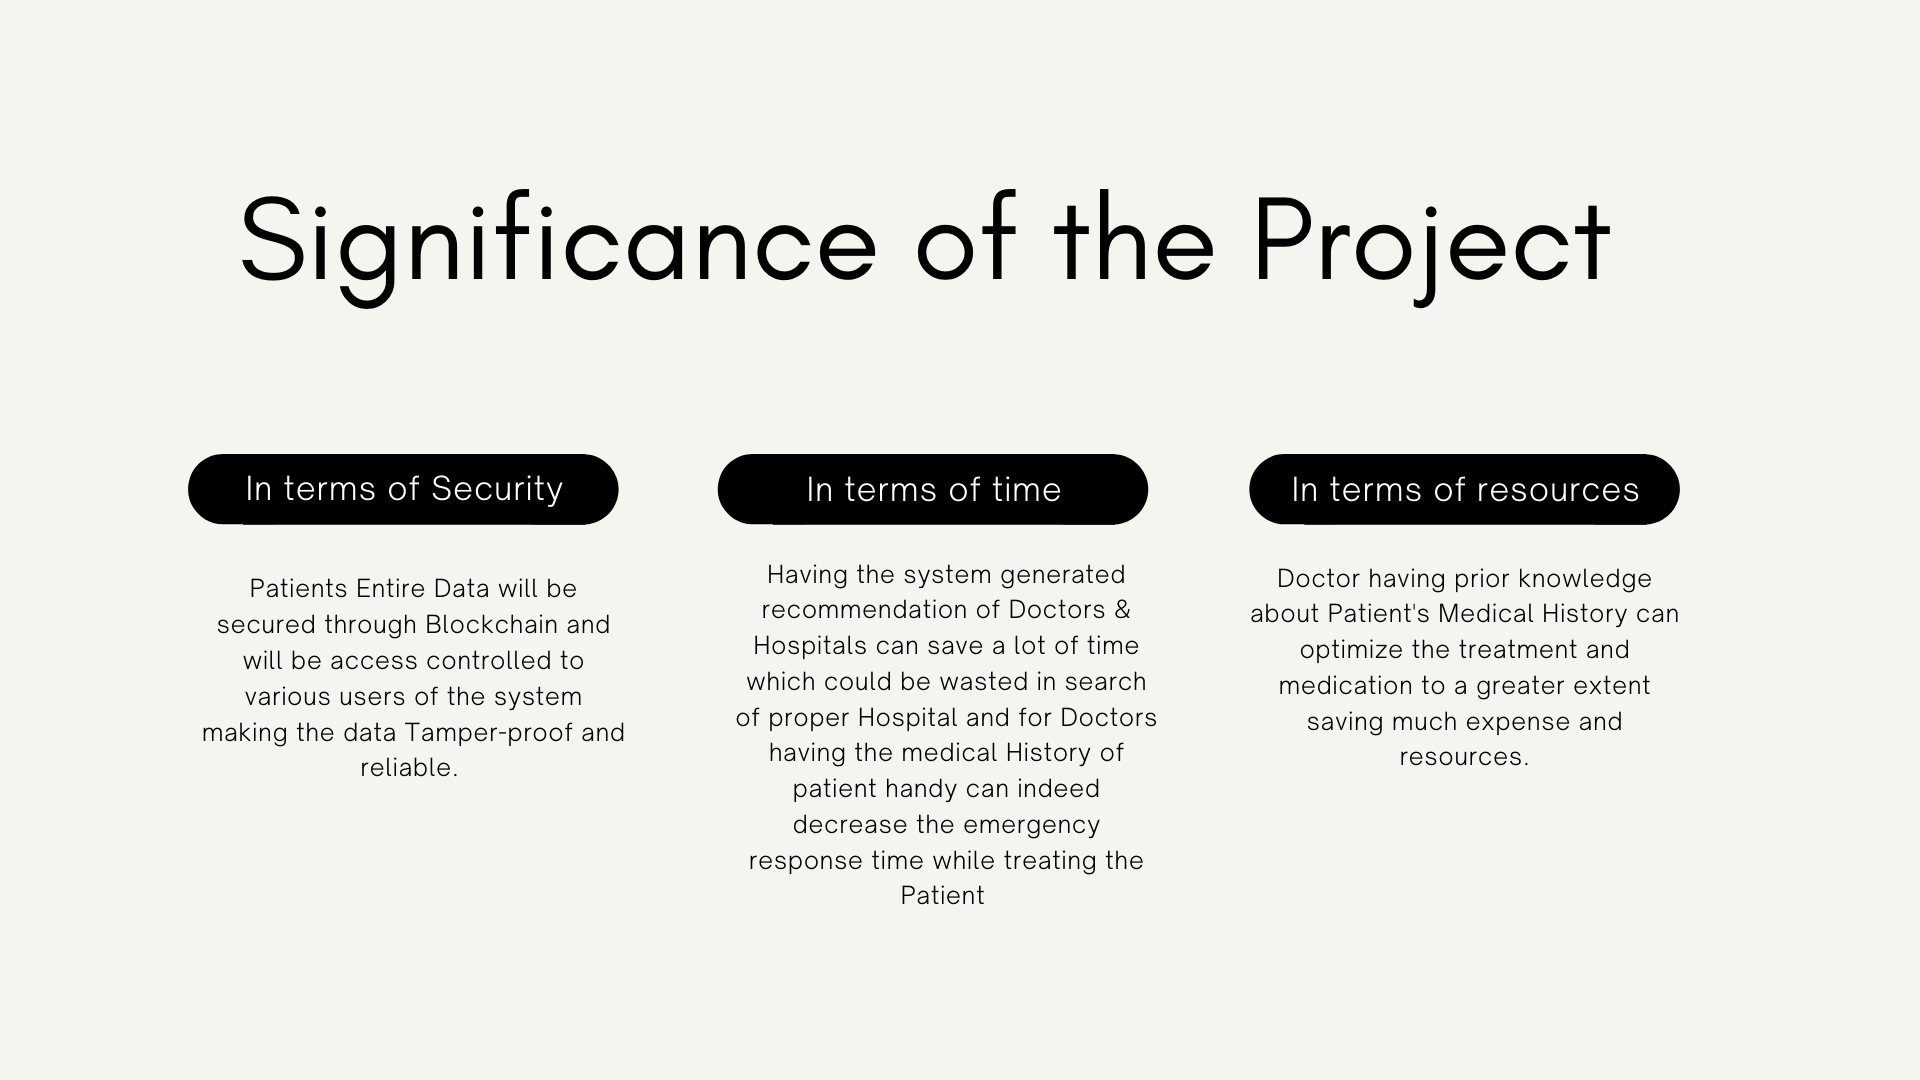 Significance of the Project
In terms of Security
Patients Entire Data will be
secured through Blockchain and
will be access controlled to
various users of the system
making the data Tamper-proof and
reliable.
In terms of time
Having the system generated
recommendation of Doctors &
Hospitals can save a lot of time
which could be wasted in search
of proper Hospital and for Doctors
having the medical History of
patient handy can indeed
decrease the emergency
response time while treating the
Patient
In terms of resources
Doctor having prior knowledge
about Patient's Medical History can
optimize the treatment and
medication to a greater extent
saving much expense and
resources.